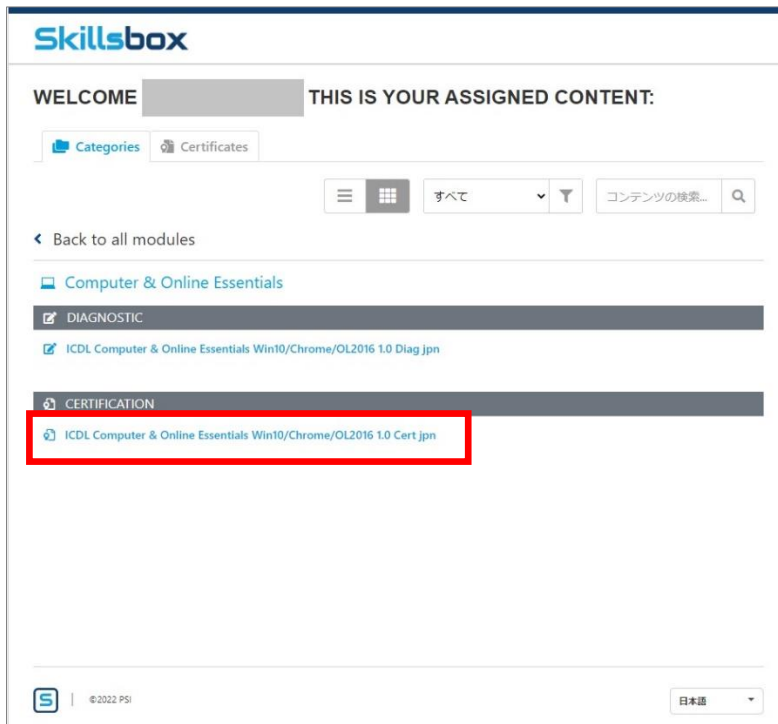 Skillsbox
WELCOME THIS IS YOUR ASSIGNED CONTENT:
Categories Certificates
すべて コンテンツの検索...
Back to all modules
Computer & Online Essentials
DIAGNOSTIC
ICDL Computer & Online Essentials Win10/Chrome/OL2016 1.0 Diag jpn
CERTIFICATION
ICDL Computer & Online Essentials Win10/Chrome/OL2016 1.0 Cert jpn
S ©2022 PSI 日本語